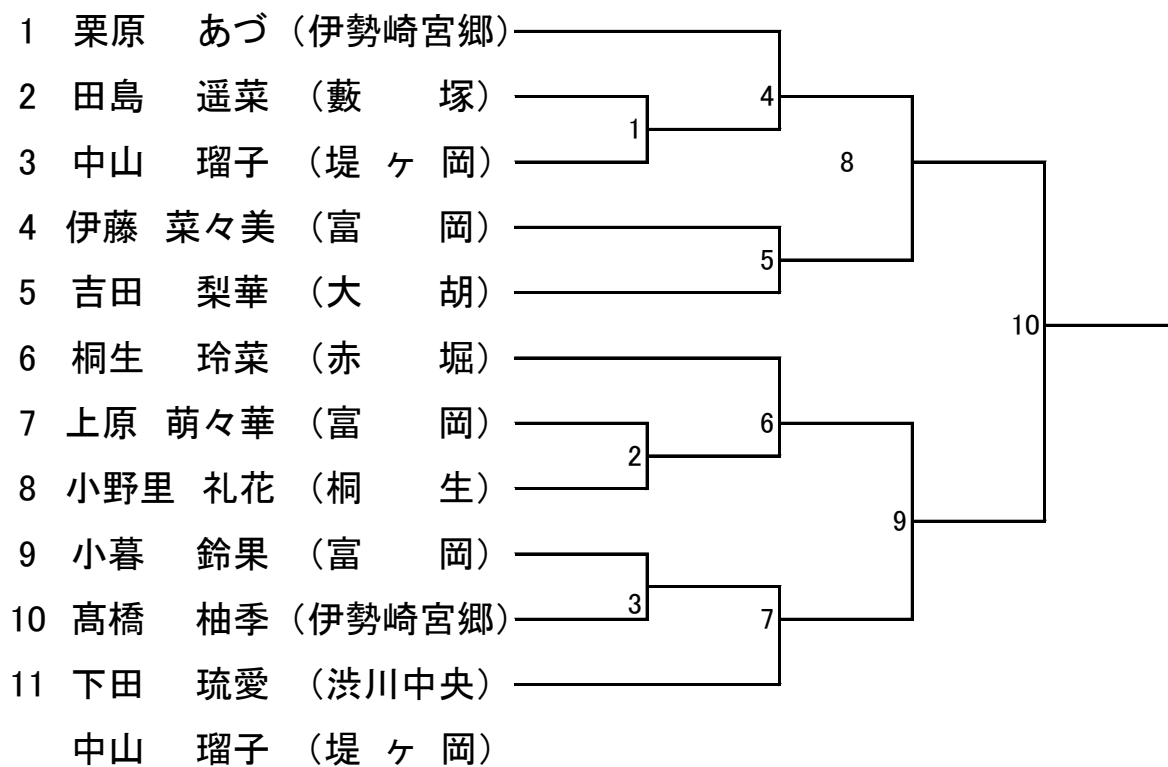 1 栗原 あづ (伊勢崎宮郷)
2 田島 遥菜 (藪 塚) 4
1
3 中山 瑠子 (堤 ヶ 岡) 8
4 伊藤 菜々美 (富 岡)
5
5 吉田 梨華 (大 胡)
10
6 桐生 玲菜 (赤 堀)
7 上原 萌々華 (富 岡) 6
2
8 小野里 礼花 (桐 生)
9
9 小暮 鈴果 (富 岡)
3
10 髙橋 柚季 (伊勢崎宮郷) 7
11 下田 琉愛 (渋川中央)
中山 瑠子 (堤 ヶ 岡)